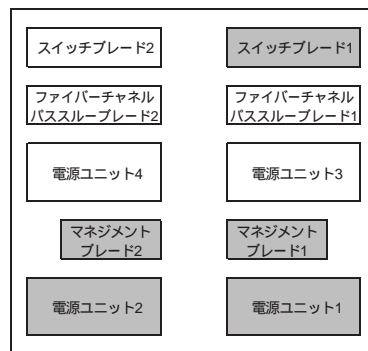 スイッチブレード2
スイッチブレード1
ファイバーチャネル
パススルーブレード2
ファイバーチャネル
パススルーブレード1
電源ユニット4
電源ユニット3
マネジメント
ブレード2
マネジメント
ブレード1
電源ユニット2
電源ユニット1